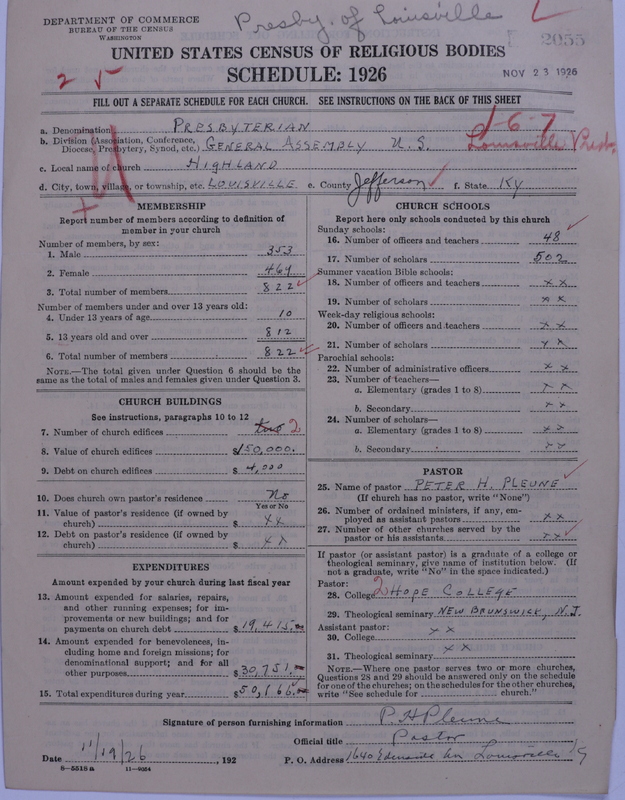 DEPARTMENT OF COMMERCE
BUREAU OF THE CENSUS
WASHINGTON
Presby. of Louisville
2055
UNITED STATES CENSUS OF RELIGIOUS BODIES
SCHEDULE: 1926
NOV 23 1926
2
FILL OUT A SEPARATE SCHEDULE FOR EACH CHURCH. SEE INSTRUCTIONS ON THE BACK OF THIS SHEET
a. Denomination PRESBYTERIAN
b. Division (Association, Conference, Diocese, Presbytery, Synod, etc.) GENERAL ASSEMBLY U. S.
1-6-7
Louisville Presb.
c. Local name of church HIGHLAND
d. City, town, village, or township, etc. LOUISVILLE e. County Jefferson f. State Ky
MEMBERSHIP
Report number of members according to definition of
member in your church
Number of members, by sex:
1. Male 353
2. Female 469
3. Total number of members 822
Number of members under and over 13 years old:
4. Under 13 years of age 10
5. 13 years old and over 812
6. Total number of members 822
NOTE.—The total given under Question 6 should be the
same as the total of males and females given under Question 3.
CHURCH BUILDINGS
See instructions, paragraphs 10 to 12
7. Number of church edifices two 2
8. Value of church edifices $150,000.
9. Debt on church edifices $ 4,000
10. Does church own pastor's residence No
Yes or No
11. Value of pastor's residence (if owned by
church) $ xx
12. Debt on pastor's residence (if owned by
church) $ xx
EXPENDITURES
Amount expended by church during last fiscal year
13. Amount expended for salaries, repairs,
and other running expenses; for im-
provements or new buildings; and for
payments on church debt $19,415.
14. Amount expended for benevolences, in-
cluding home and foreign missions; for
denominational support; and for all
other purposes $30,751.
15. Total expenditures during year $50,166.
CHURCH SCHOOLS
Report here only schools conducted by this church
Sunday schools:
16. Number of officers and teachers 48
17. Number of scholars 502
Summer vacation Bible schools:
18. Number of officers and teachers xx
19. Number of scholars xx
Week-day religious schools:
20. Number of officers and teachers xx
21. Number of scholars xx
Parochial schools:
22. Number of administrative officers xx
23. Number of teachers—
a. Elementary (grades 1 to 8) xx
b. Secondary xx
24. Number of scholars—
a. Elementary (grades 1 to 8) xx
b. Secondary xx
PASTOR
25. Name of pastor PETER H. PLEUNE
(If church has no pastor, write "None")
26. Number of ordained ministers, if any, em-
ployed as assistant pastors xx
27. Number of other churches served by the
pastor or his assistants xx
If pastor (or assistant pastor) is a graduate of a college or
theological seminary, give name of institution below. (If
not a graduate, write "No" in the space indicated.)
Pastor:
28. College 2 HOPE COLLEGE
29. Theological seminary NEW BRUNSWICK, N.J.
Assistant pastor:
30. College xx
31. Theological seminary xx
NOTE.—Where one pastor serves two or more churches,
Questions 28 and 29 should be answered only on the schedule
for one of the churches; on the schedules for the other churches,
write "See schedule for church."
Signature of person furnishing information P. H Pleune
Official title Pastor
Date 11/19/26, 192 P. O. Address 1640 Edenside Av Louisville Ky
8-5518a 11-9054